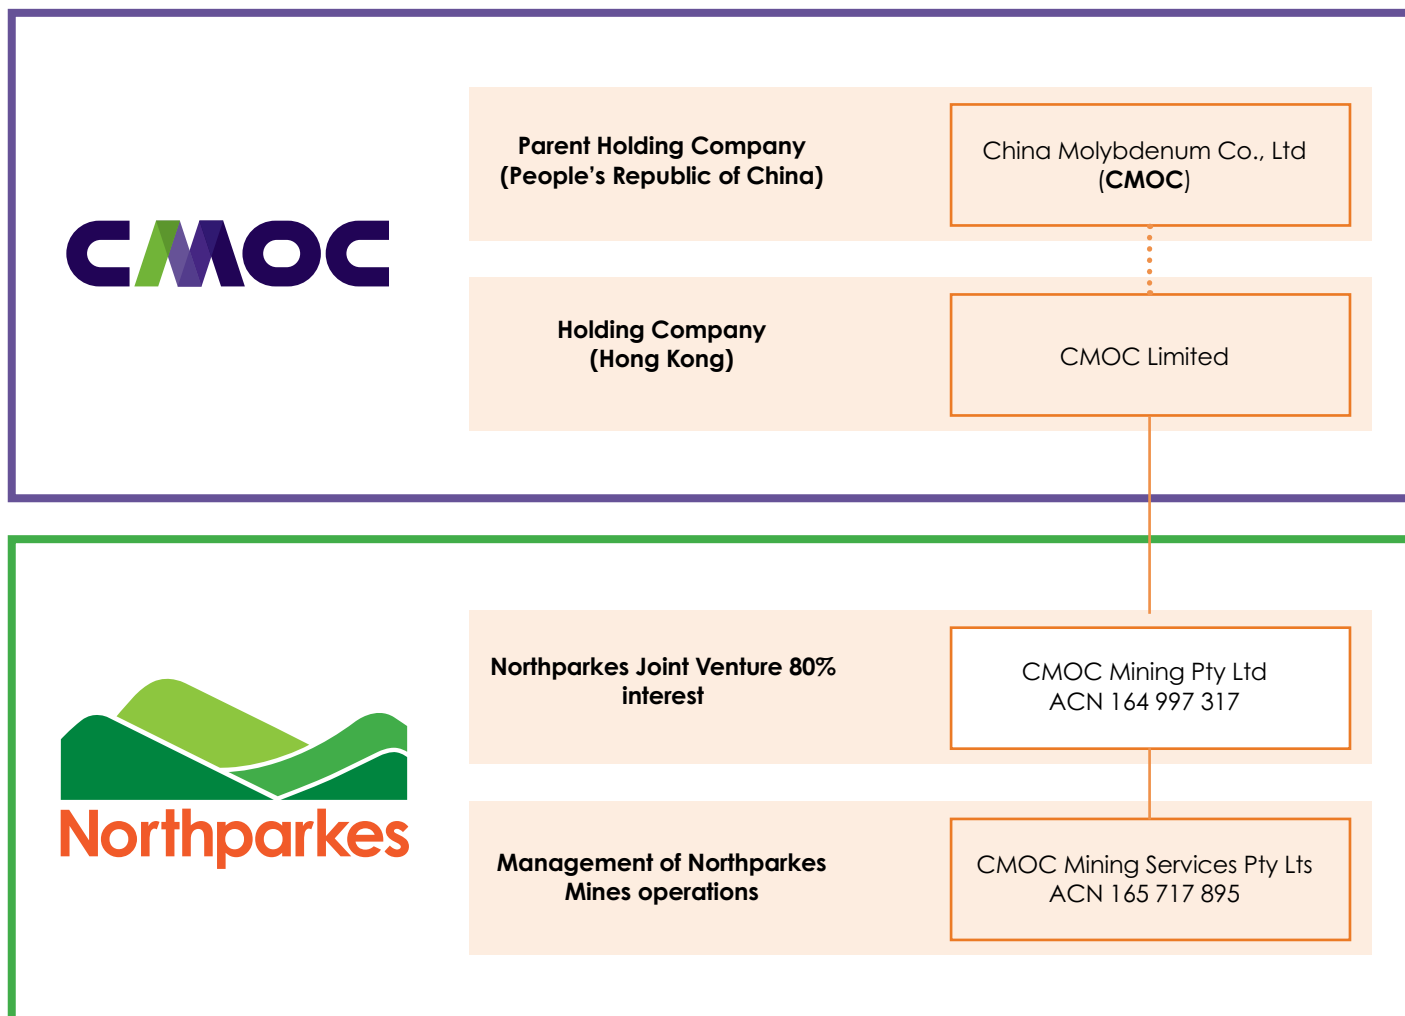 Parent Holding Company
(People's Republic of China)
China Molybdenum Co., Ltd
(CMOC)
CMOC
Holding Company
(Hong Kong)
CMOC Limited
Northparkes Joint Venture 80%
interest
CMOC Mining Pty Ltd
ACN 164 997 317
Northparkes
Management of Northparkes
Mines operations
CMOC Mining Services Pty Lts
ACN 165 717 895